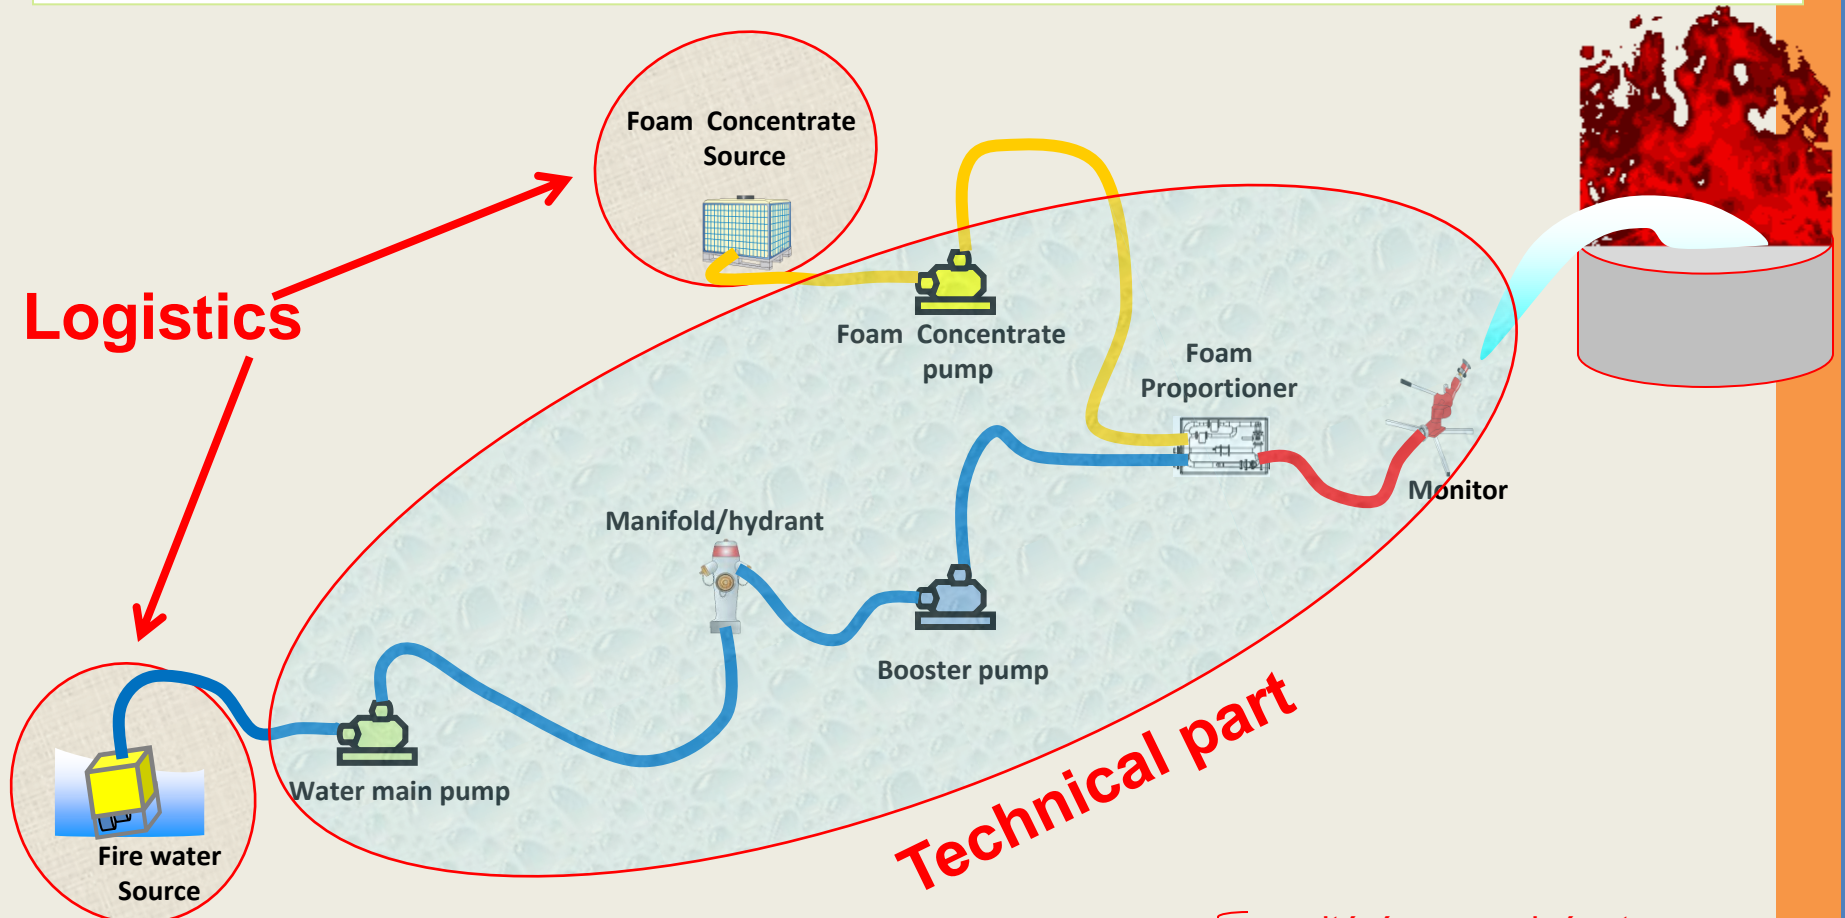 Foam Concentrate
Source
Logistics
Foam Concentrate
pump
Foam
Proportioner
Monitor
Manifold/hydrant
Booster pump
Water main pump
Technical part
Fire water
Source